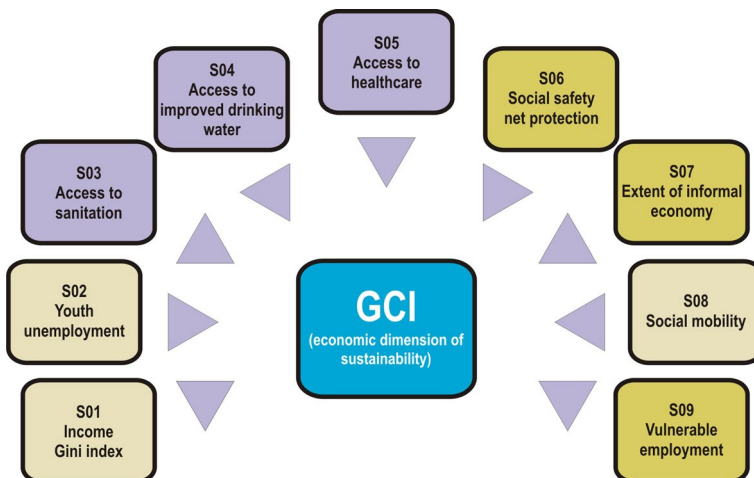 S05
Access to
healthcare
S04
Access to
improved drinking
water
S06
Social safety
net protection
S03
Access to
sanitation
S07
Extent of informal
economy
S02
Youth
unemployment
GCI
(economic dimension of
sustainability)
S08
Social mobility
S01
Income
Gini index
S09
Vulnerable
employment